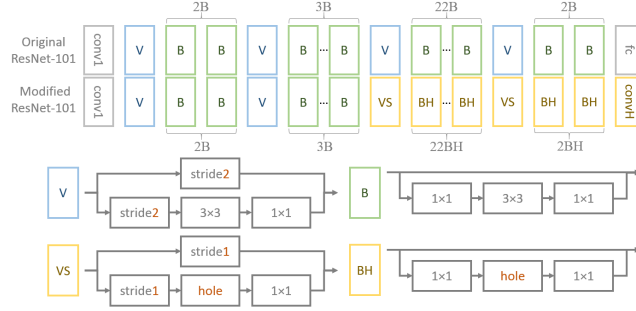 2B 3B 22B 2B
Original ResNet-101 conv1 V B B V B ... B V B ... B V B B fc
Modified ResNet-101 conv1 V B B V B ... B VS BH ... BH VS BH BH convH
2B 3B 22BH 2BH
V stride2 stride2 3×3 1×1
B 1×1 3×3 1×1
VS stride1 stride1 hole 1×1
BH 1×1 hole 1×1